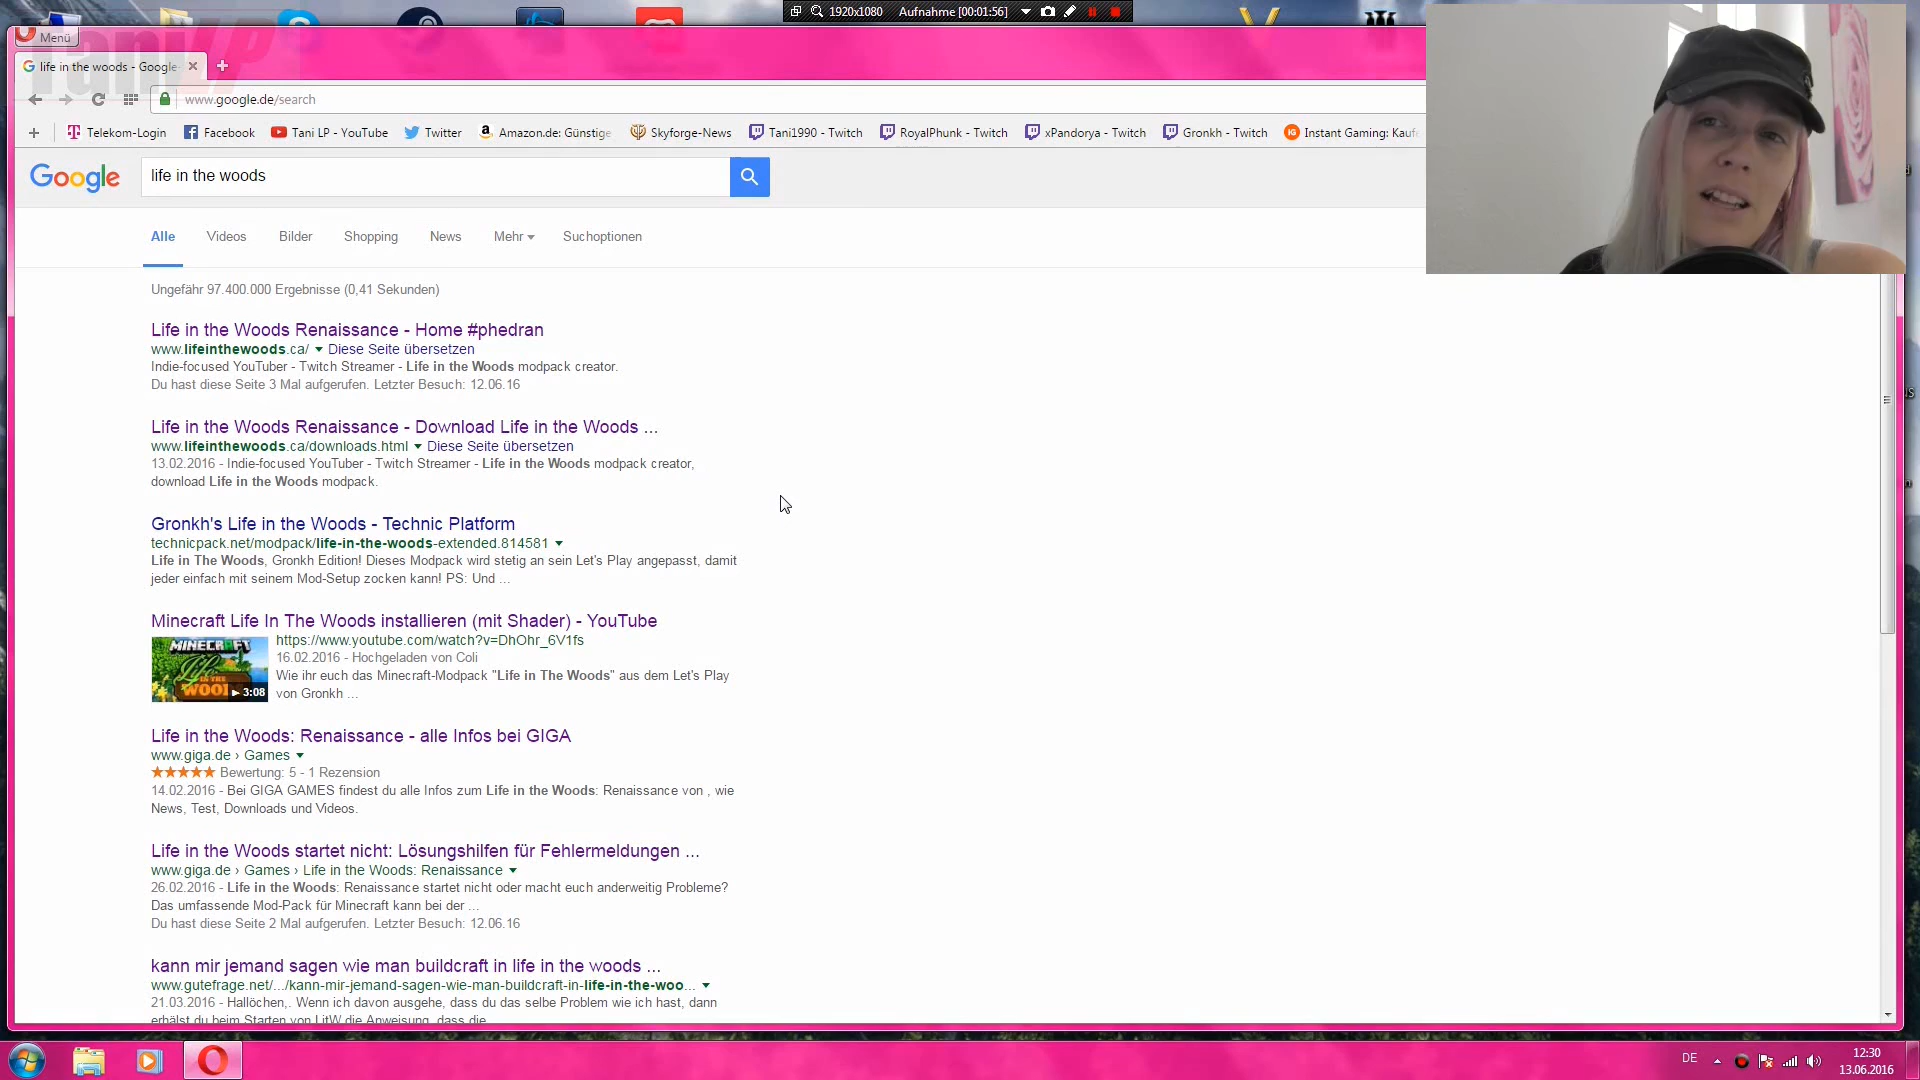 1920x1080 Aufnahme [00:01:56]
Menü
Tani LP
life in the woods - Google
www.google.de/search
Telekom-Login Facebook Tani LP - YouTube Twitter Amazon.de: Günstige Skyforge-News Tani1990 - Twitch RoyalPhunk - Twitch xPandorya - Twitch Gronkh - Twitch Instant Gaming: Kauf
Google life in the woods
Alle Videos Bilder Shopping News Mehr Suchoptionen
Ungefähr 97.400.000 Ergebnisse (0,41 Sekunden)
Life in the Woods Renaissance - Home #phedran
www.lifeinthewoods.ca/ Diese Seite übersetzen
Indie-focused YouTuber - Twitch Streamer - Life in the Woods modpack creator.
Du hast diese Seite 3 Mal aufgerufen. Letzter Besuch: 12.06.16
Life in the Woods Renaissance - Download Life in the Woods ...
www.lifeinthewoods.ca/downloads.html Diese Seite übersetzen
13.02.2016 - Indie-focused YouTuber - Twitch Streamer - Life in the Woods modpack creator,
download Life in the Woods modpack.
Gronkh's Life in the Woods - Technic Platform
technicpack.net/modpack/life-in-the-woods-extended.814581
Life in The Woods, Gronkh Edition! Dieses Modpack wird stetig an sein Let's Play angepasst, damit
jeder einfach mit seinem Mod-Setup zocken kann! PS: Und ...
Minecraft Life In The Woods installieren (mit Shader) - YouTube
MINECRAFT
Life
IN THE
3:08
https://www.youtube.com/watch?v=DhOhr_6V1fs
16.02.2016 - Hochgeladen von Coli
Wie ihr euch das Minecraft-Modpack "Life in The Woods" aus dem Let's Play
von Gronkh ...
Life in the Woods: Renaissance - alle Infos bei GIGA
www.giga.de › Games
Bewertung: 5 - 1 Rezension
14.02.2016 - Bei GIGA GAMES findest du alle Infos zum Life in the Woods: Renaissance von , wie
News, Test, Downloads und Videos.
Life in the Woods startet nicht: Lösungshilfen für Fehlermeldungen ...
www.giga.de › Games › Life in the Woods: Renaissance
26.02.2016 - Life in the Woods: Renaissance startet nicht oder macht euch anderweitig Probleme?
Das umfassende Mod-Pack für Minecraft kann bei der ...
Du hast diese Seite 2 Mal aufgerufen. Letzter Besuch: 12.06.16
kann mir jemand sagen wie man buildcraft in life in the woods ...
www.gutefrage.net/.../kann-mir-jemand-sagen-wie-man-buildcraft-in-life-in-the-woo...
21.03.2016 - Hallöchen,. Wenn ich davon ausgehe, dass du das selbe Problem wie ich hast, dann
erhälst du beim Starten von LitW die Anweisung, dass die
DE 12:30
13.06.2016